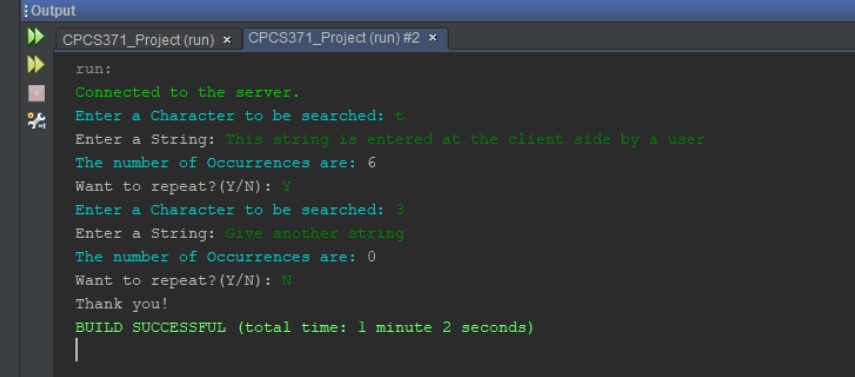 Output
CPCS371_Project (run) × CPCS371_Project (run) #2 ×
run:
Connected to the server.
Enter a Character to be searched: t
Enter a String: This string is entered at the client side by a user
The number of Occurrences are: 6
Want to repeat?(Y/N): Y
Enter a Character to be searched: 3
Enter a String: Give another string
The number of Occurrences are: 0
Want to repeat?(Y/N): N
Thank you!
BUILD SUCCESSFUL (total time: 1 minute 2 seconds)